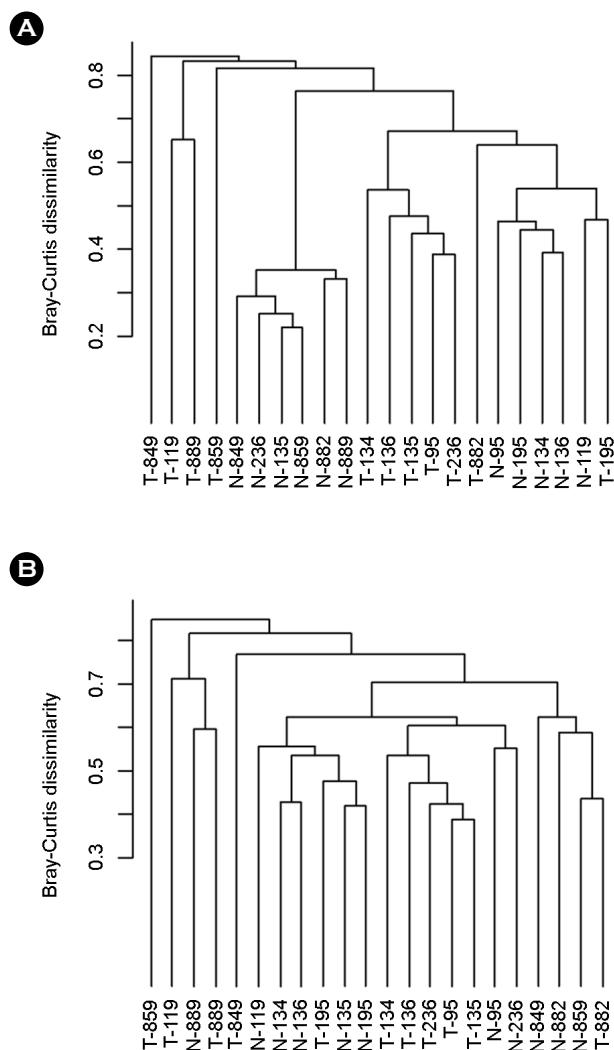 A
Bray-Curtis dissimilarity
0.8
0.6
0.4
0.2
T-849
T-119
T-889
T-859
N-849
N-236
N-135
N-859
N-882
N-889
T-134
T-136
T-135
T-95
T-236
T-882
N-95
N-195
N-134
N-136
N-119
T-195
B
Bray-Curtis dissimilarity
0.7
0.5
0.3
T-859
T-119
N-889
T-889
T-849
N-119
N-134
N-136
T-195
N-135
N-195
T-134
T-136
T-236
T-95
T-135
N-95
N-236
N-849
N-882
N-859
T-882